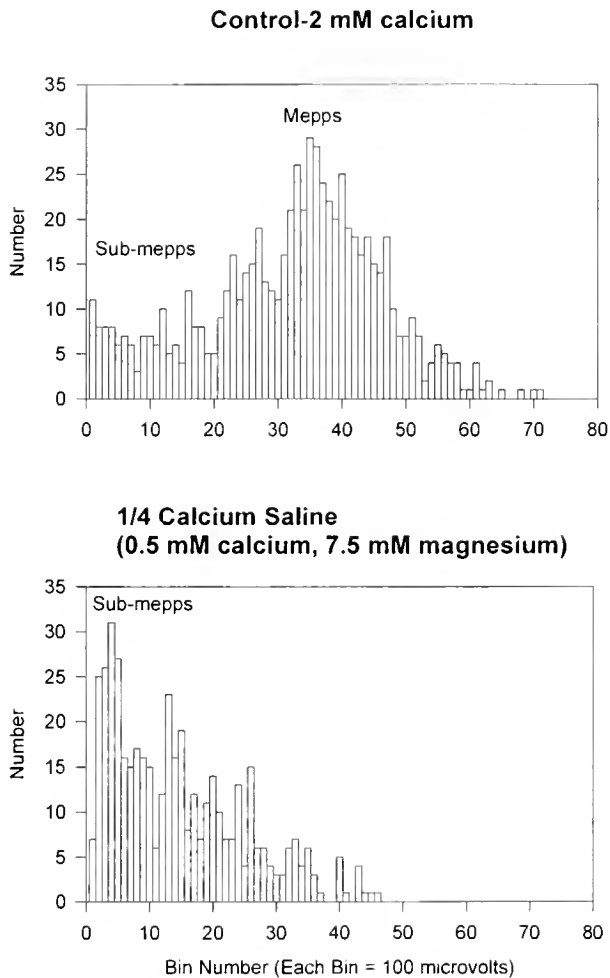 Control-2 mM calcium
35
30
25
20
15
10
5
0
Number
Mepps
Sub-mepps
0 10 20 30 40 50 60 70 80
1/4 Calcium Saline
(0.5 mM calcium, 7.5 mM magnesium)
35
30
25
20
15
10
5
0
Number
Sub-mepps
0 10 20 30 40 50 60 70 80
Bin Number (Each Bin = 100 microvolts)